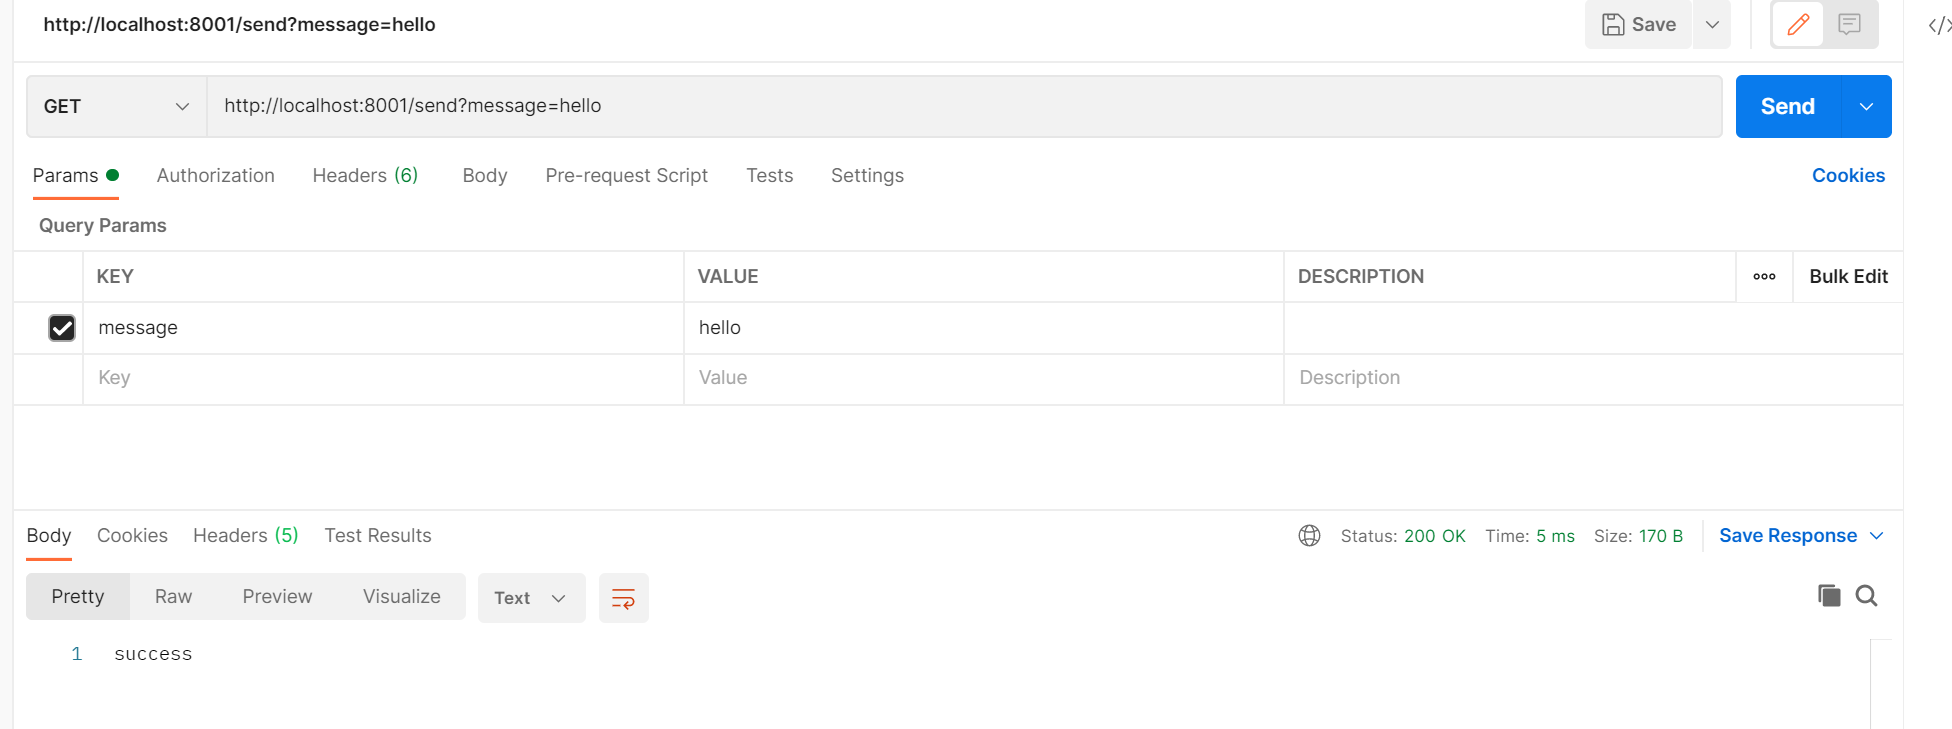 http://localhost:8001/send?message=hello
Save
GET
http://localhost:8001/send?message=hello
Send
Params Authorization Headers (6) Body Pre-request Script Tests Settings Cookies
Query Params
KEY VALUE DESCRIPTION ooo Bulk Edit
message hello
Key Value Description
Body Cookies Headers (5) Test Results Status: 200 OK Time: 5 ms Size: 170 B Save Response
Pretty Raw Preview Visualize Text
1 success